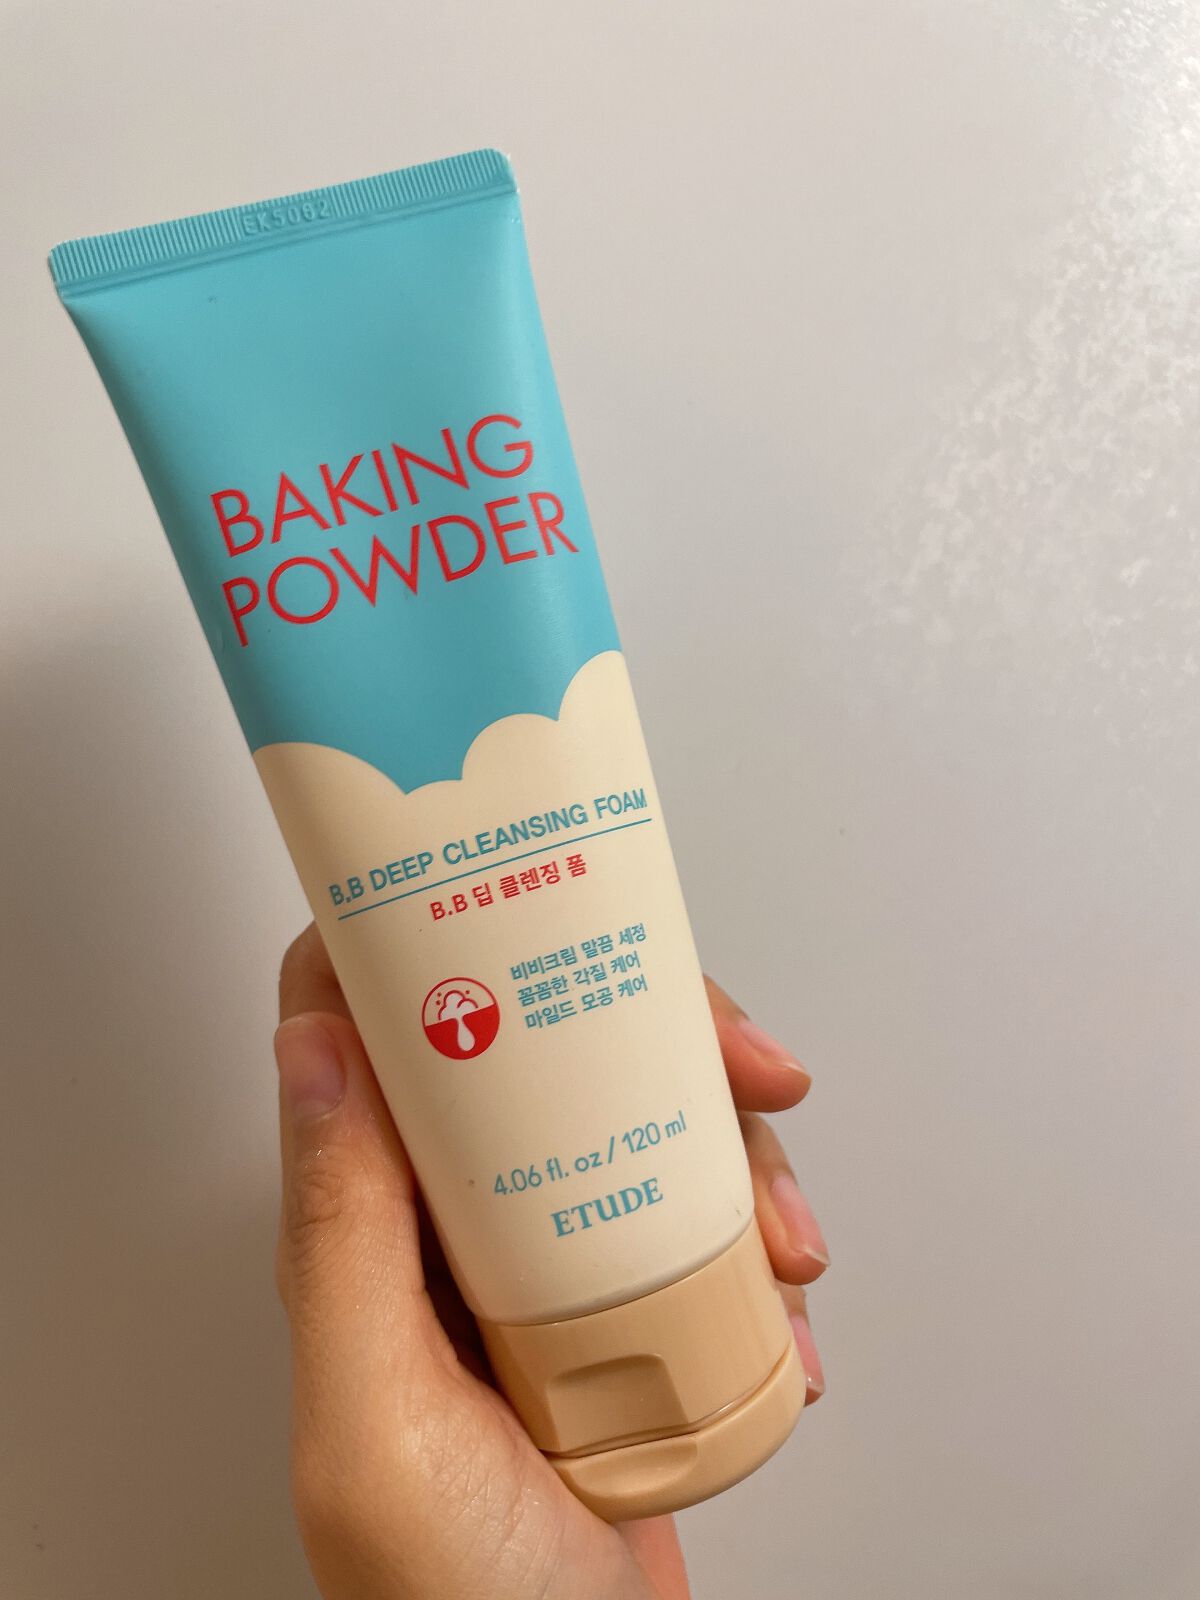 EK5062
BAKING
POWDER
B.B DEEP CLEANSING FOAM
B.B 딥 클렌징 폼
비비크림 말끔 세정
꼼꼼한 각질 케어
마일드 모공 케어
4.06 fl. oz / 120 ml
ETUDE